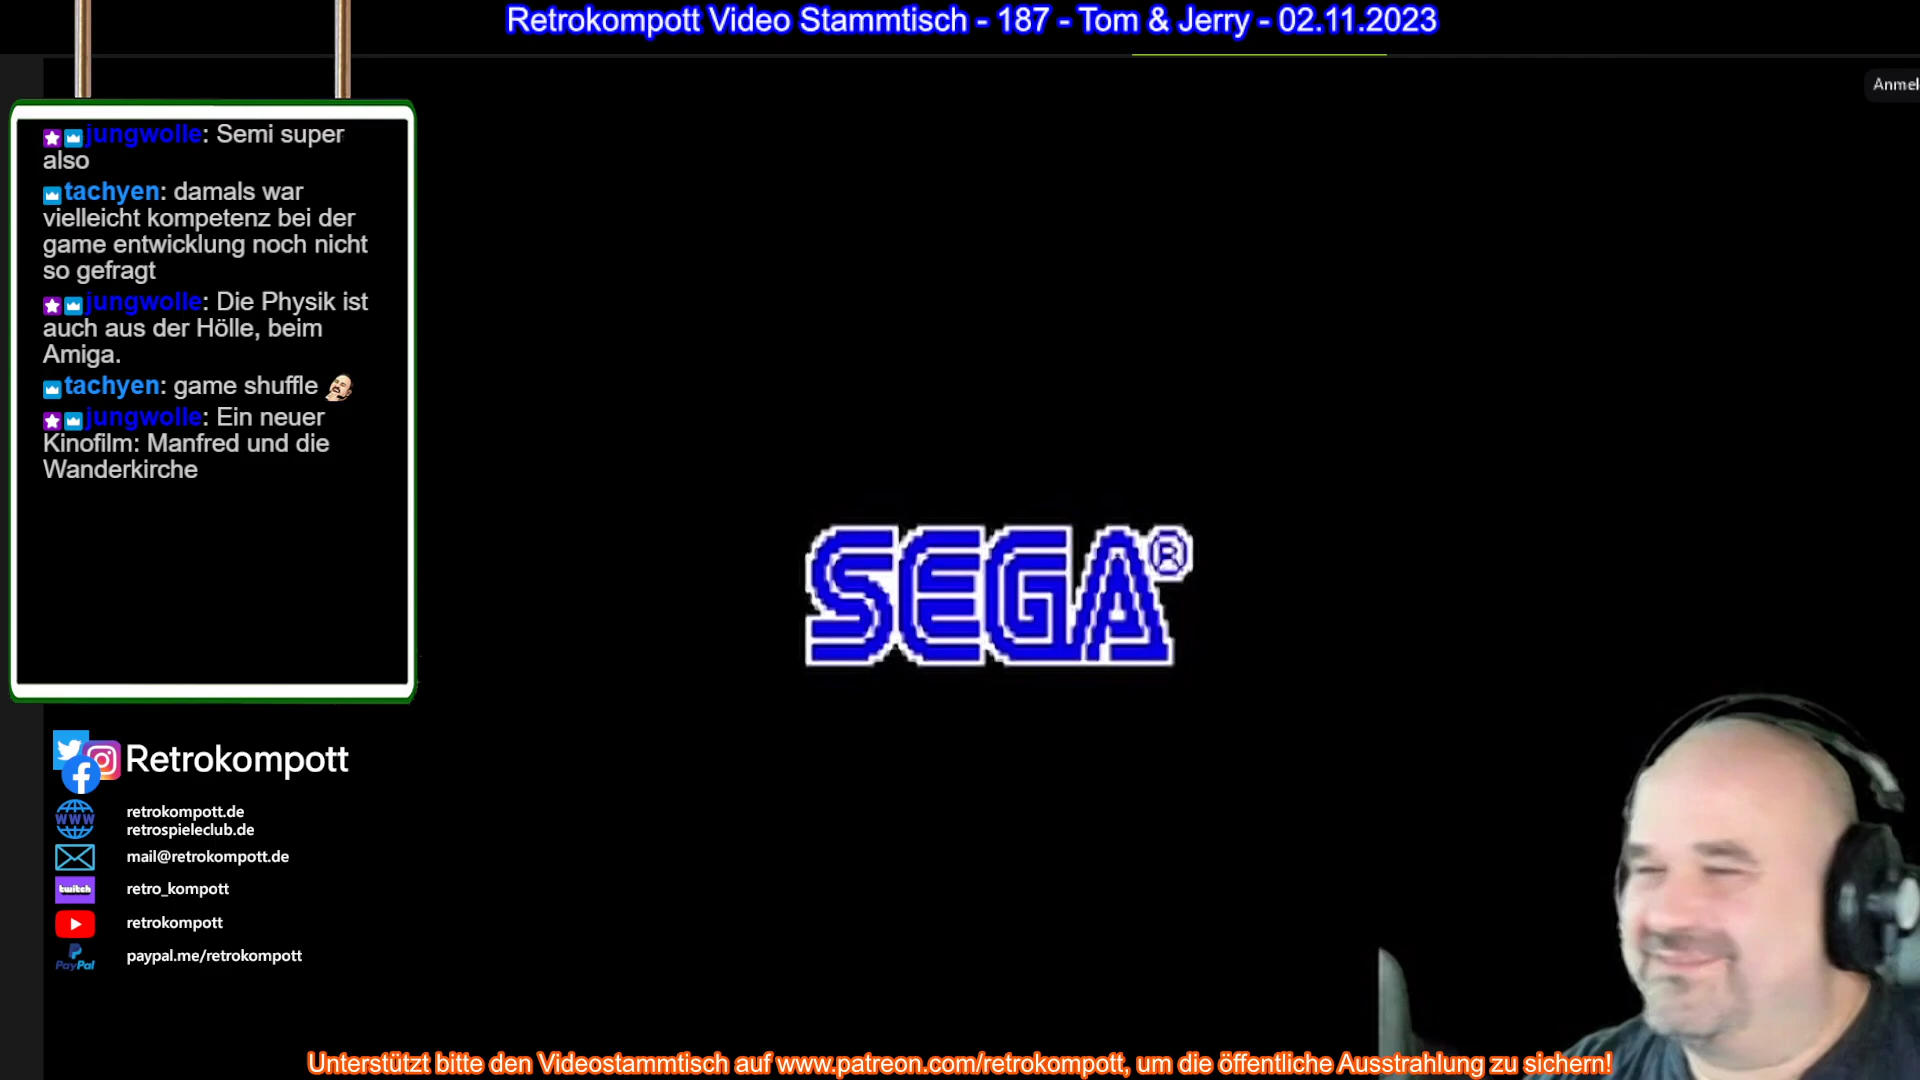 Retrokompott Video Stammtisch - 187 - Tom & Jerry - 02.11.2023
Anmel
jungwolle: Semi super
also
tachyen: damals war
vielleicht kompetenz bei der
game entwicklung noch nicht
so gefragt
jungwolle: Die Physik ist
auch aus der Hölle, beim
Amiga.
tachyen: game shuffle
jungwolle: Ein neuer
Kinofilm: Manfred und die
Wanderkirche
SEGA®
Retrokompott
WWW
retrokompott.de
retrospieleclub.de
mail@retrokompott.de
twitch
retro_kompott
retrokompott
PayPal
paypal.me/retrokompott
Unterstützt bitte den Videostammtisch auf www.patreon.com/retrokompott, um die öffentliche Ausstrahlung zu sichern!